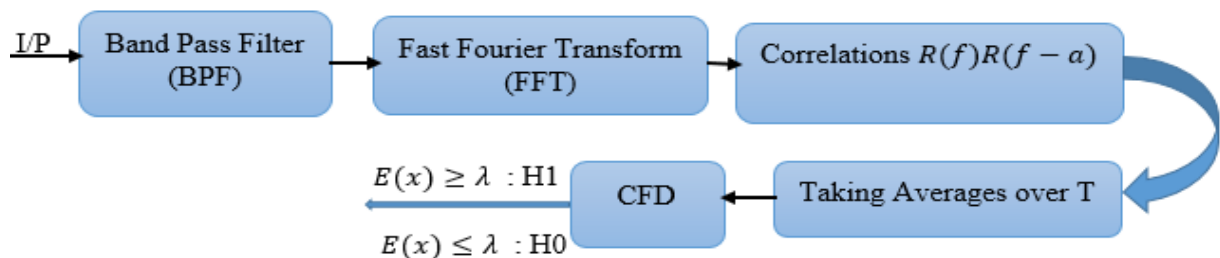 I/P
Band Pass Filter
(BPF)
Fast Fourier Transform
(FFT)
Correlations R(f)R(f − a)
Taking Averages over T
CFD
E(x) ≥ λ : H1
E(x) ≤ λ : H0